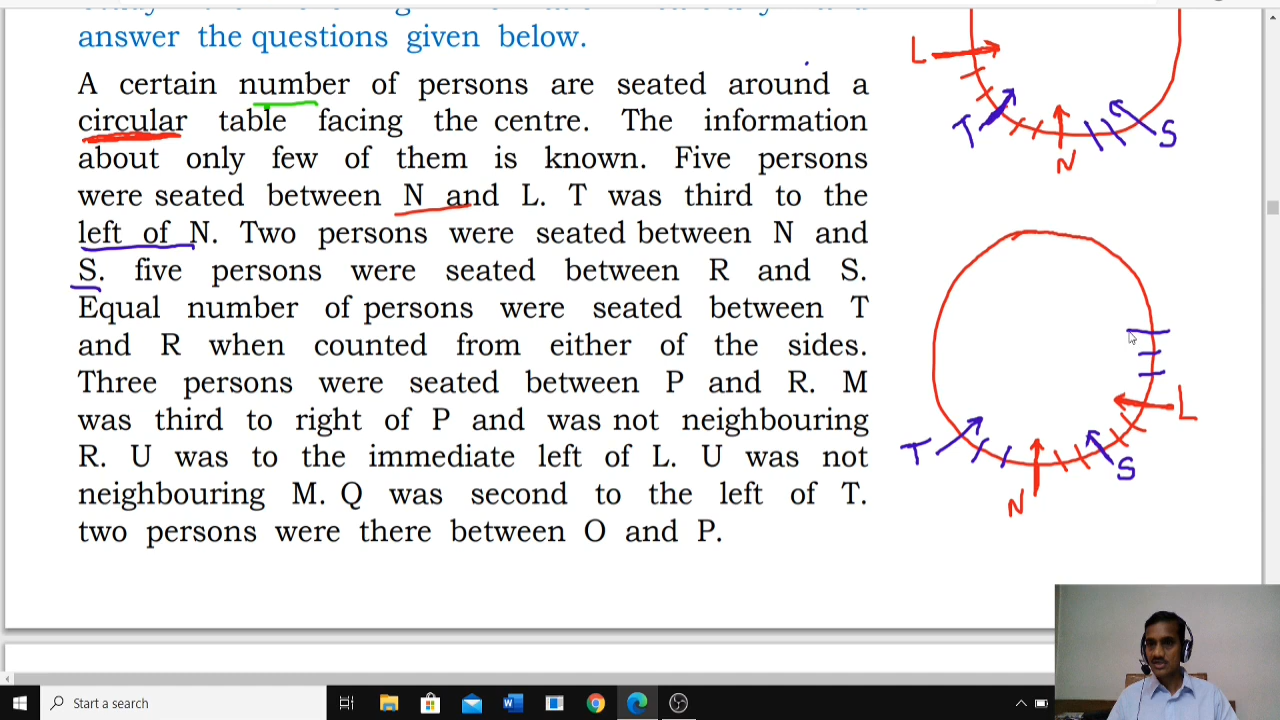 answer the questions given below.
A certain number of persons are seated around a
circular table facing the centre. The information
about only few of them is known. Five persons
were seated between N and L. T was third to the
left of N. Two persons were seated between N and
S. five persons were seated between R and S.
Equal number of persons were seated between T
and R when counted from either of the sides.
Three persons were seated between P and R. M
was third to right of P and was not neighbouring
R. U was to the immediate left of L. U was not
neighbouring M. Q was second to the left of T.
two persons were there between O and P.
L
T
N
S
L
T
S
N
Start a search